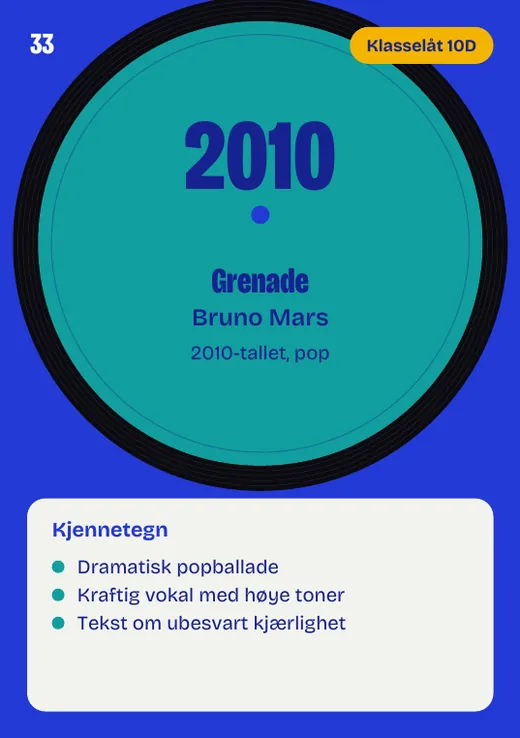 33
Klasselåt 10D
2010
Grenade
Bruno Mars
2010-tallet, pop
Kjennetegn
Dramatisk popballade
Kraftig vokal med høye toner
Tekst om ubesvart kjærlighet